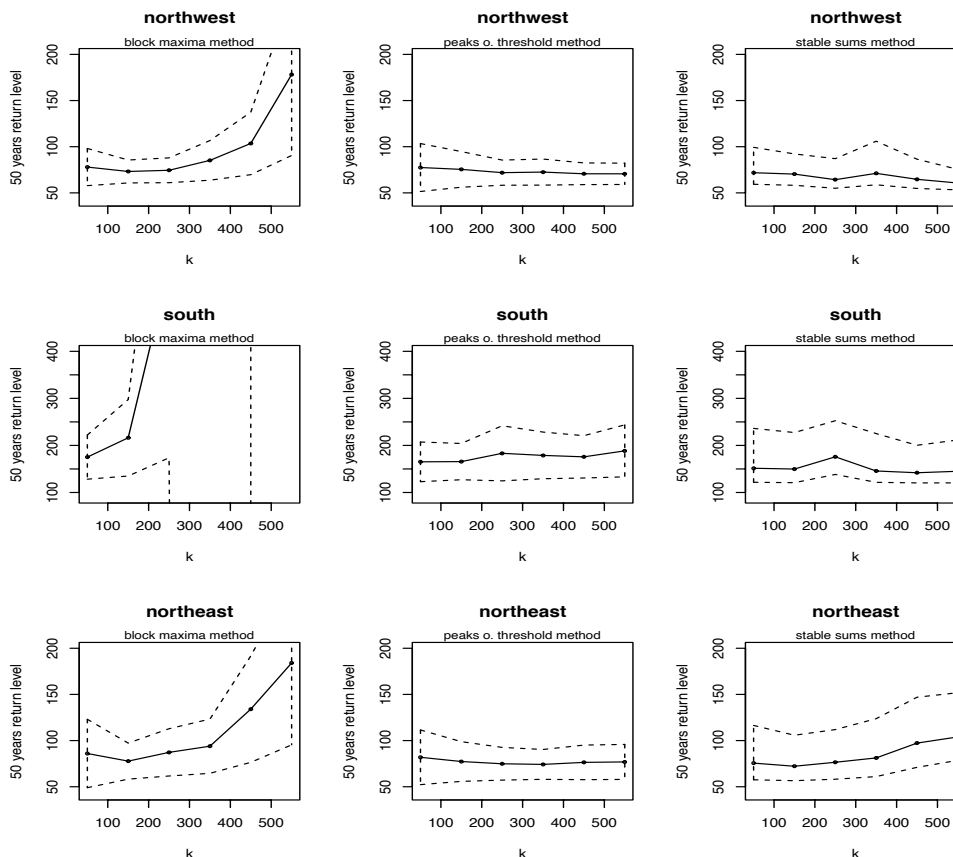 northwest
block maxima method
50 years return level
50 100 150 200
100 200 300 400 500
k
northwest
peaks o. threshold method
50 years return level
50 100 150 200
100 200 300 400 500
k
northwest
stable sums method
50 years return level
50 100 150 200
100 200 300 400 500
k
south
block maxima method
50 years return level
100 200 300 400
100 200 300 400 500
k
south
peaks o. threshold method
50 years return level
100 200 300 400
100 200 300 400 500
k
south
stable sums method
50 years return level
100 200 300 400
100 200 300 400 500
k
northeast
block maxima method
50 years return level
50 100 150 200
100 200 300 400 500
k
northeast
peaks o. threshold method
50 years return level
50 100 150 200
100 200 300 400 500
k
northeast
stable sums method
50 years return level
50 100 150 200
100 200 300 400 500
k